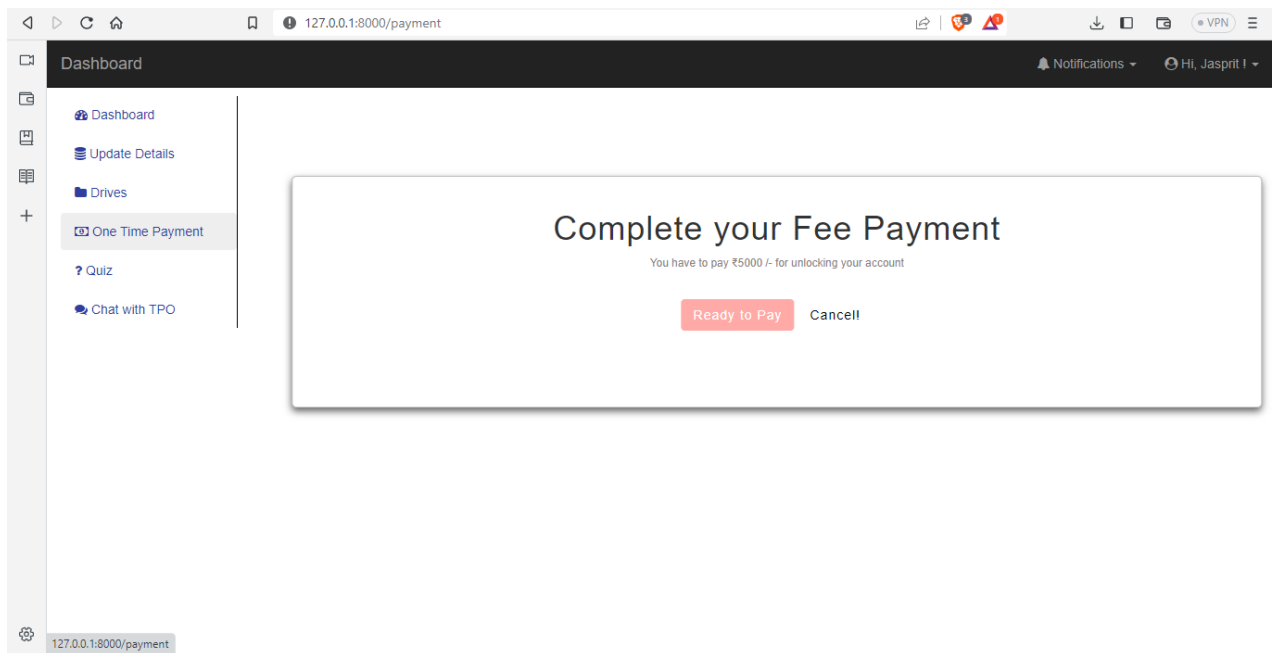 127.0.0.1:8000/payment
3
1
VPN
Dashboard
Notifications
Hi, Jasprit !
Dashboard
Update Details
Drives
One Time Payment
? Quiz
Chat with TPO
Complete your Fee Payment
You have to pay ₹5000 /- for unlocking your account
Ready to Pay
Cancel!
127.0.0.1:8000/payment